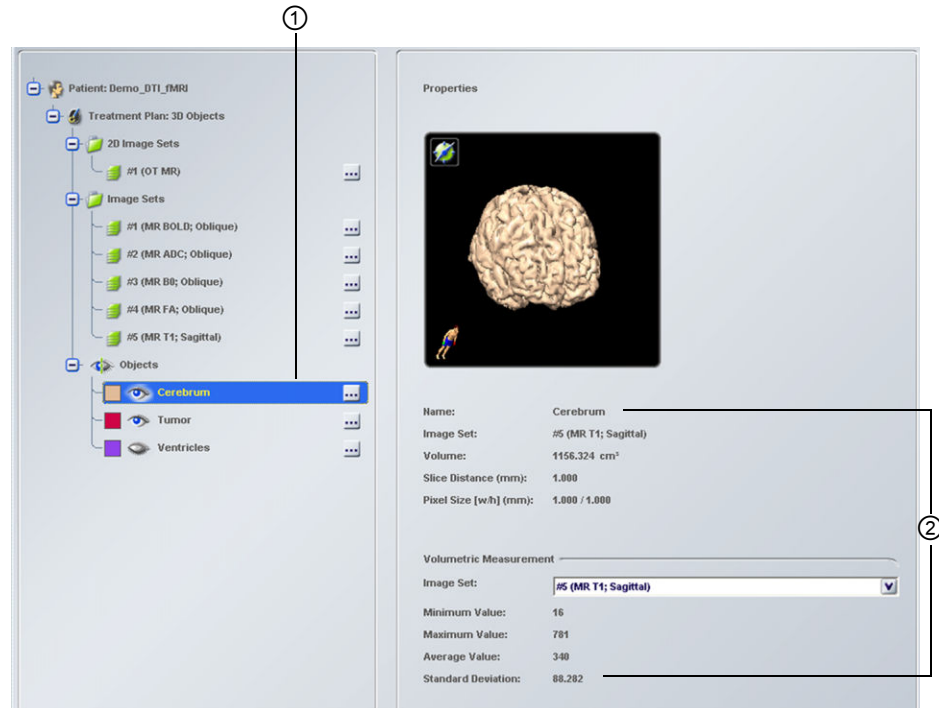 ①
Patient: Demo_DTI_fMRI
Treatment Plan: 3D Objects
2D Image Sets
#1 (OT MR)
...
Image Sets
#1 (MR BOLD; Oblique)
...
#2 (MR ADC; Oblique)
...
#3 (MR B0; Oblique)
...
#4 (MR FA; Oblique)
...
#5 (MR T1; Sagittal)
...
Objects
Cerebrum
...
Tumor
...
Ventricles
...
Properties
Name: Cerebrum
Image Set: #5 (MR T1; Sagittal)
Volume: 1156.324 cm³
Slice Distance (mm): 1.000
Pixel Size [w/h] (mm): 1.000 / 1.000
②
Volumetric Measurement
Image Set: #5 (MR T1; Sagittal)
Minimum Value: 16
Maximum Value: 781
Average Value: 340
Standard Deviation: 88.282